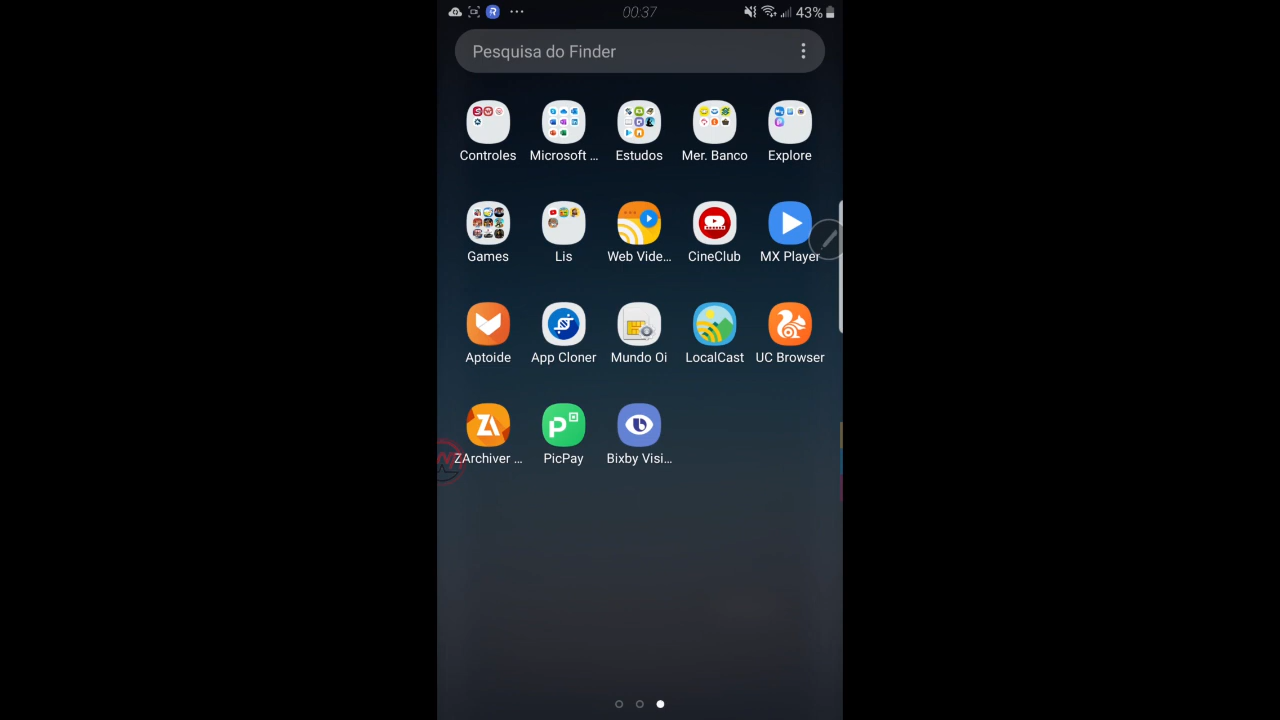 00:37
43%
Pesquisa do Finder
Controles
Microsoft ...
Estudos
Mer. Banco
Explore
Games
Lis
Web Vide...
CineClub
MX Player
Aptoide
App Cloner
Mundo Oi
LocalCast
UC Browser
ZArchiver ...
PicPay
Bixby Visi...